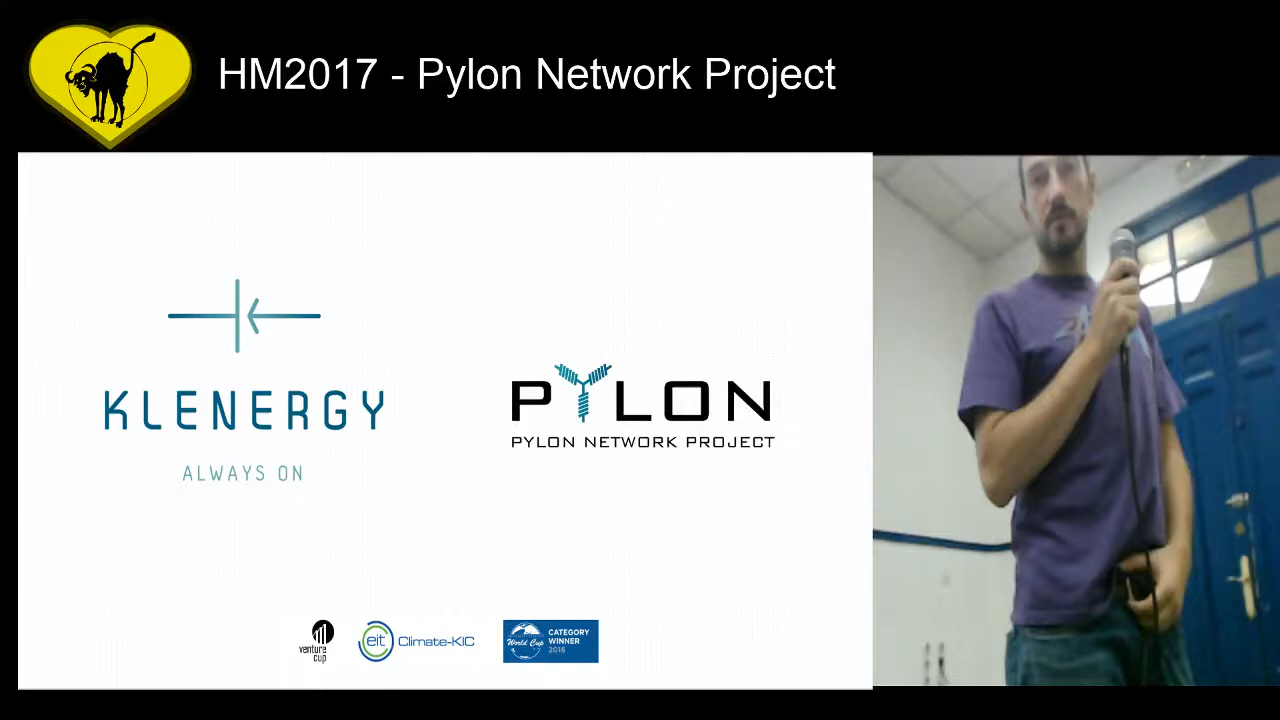 HM2017 - Pylon Network Project
KLENERGY
ALWAYS ON
PYLON
PYLON NETWORK PROJECT
venture
cup
eit Climate-KIC
World Cup
CATEGORY
WINNER
2016